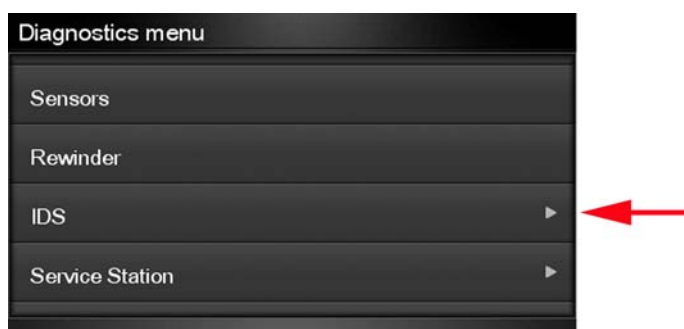 Diagnostics menu
Sensors
Rewinder
IDS
Service Station